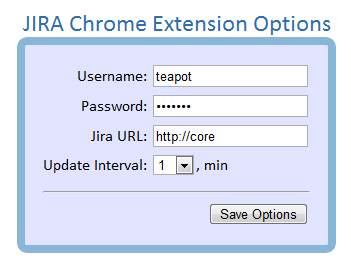 JIRA Chrome Extension Options
Username: teapot
Password: •••••••
Jira URL: http://core
Update Interval: 1 , min
Save Options